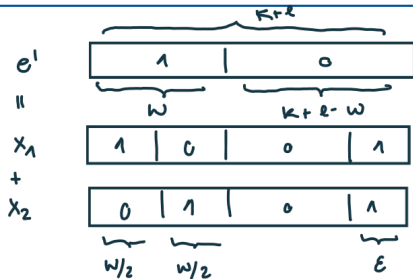 K+l
e' 1 | 0
W K+l-W
=
X1 1 | 0 | 0 | 1
+
X2 0 | 1 | 0 | 1
W/2 W/2 ε